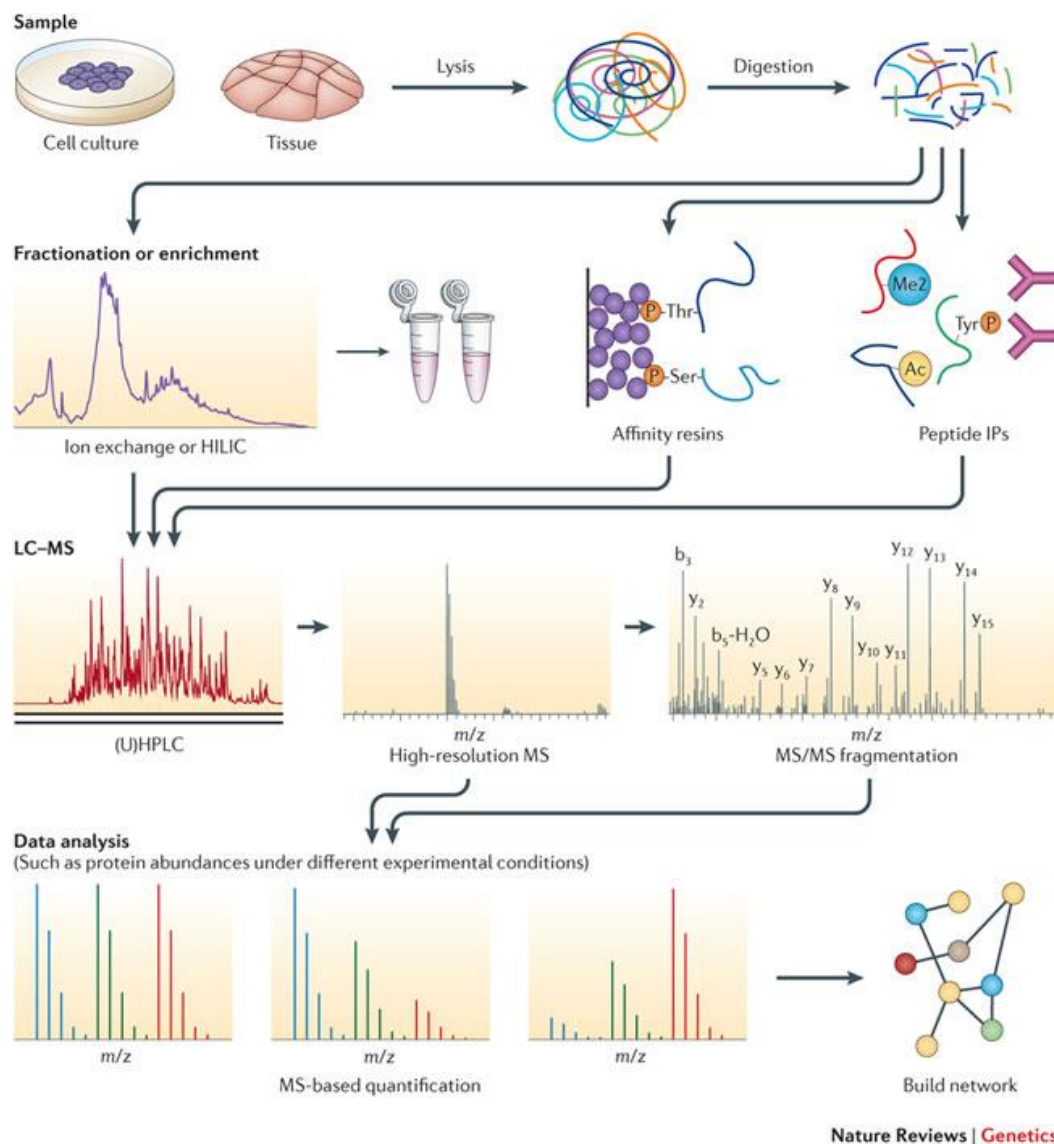 Sample
Lysis
Digestion
Cell culture
Tissue
Fractionation or enrichment
Me2
P Thr
Tyr P
Ac
P Ser
Ion exchange or HILIC
Affinity resins
Peptide IPs
LC–MS
b3
y2
b5-H2O
y5
y6
y7
y8
y9
y10
y11
y12
y13
y14
y15
(U)HPLC
m/z
High-resolution MS
m/z
MS/MS fragmentation
Data analysis
(Such as protein abundances under different experimental conditions)
m/z
m/z
m/z
MS-based quantification
Build network
Nature Reviews | Genetics